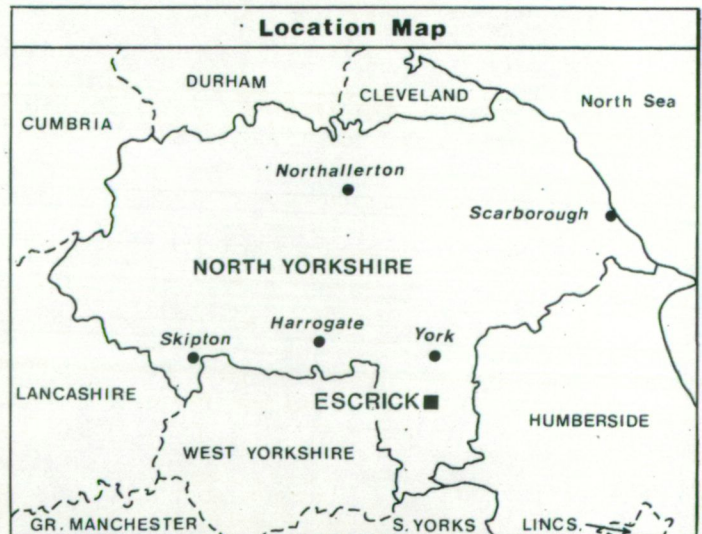 Location Map
DURHAM
CLEVELAND
North Sea
CUMBRIA
Northallerton
Scarborough
NORTH YORKSHIRE
Harrogate
Skipton
York
LANCASHIRE
ESCRICK
HUMBERSIDE
WEST YORKSHIRE
GR. MANCHESTER
S. YORKS
LINCS.